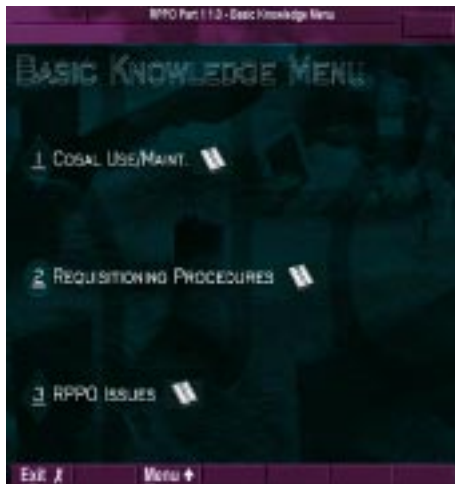 RPPO Part 1 1.0 - Basic Knowledge Menu
BASIC KNOWLEDGE MENU
1 COSAL USE/MAINT.
2 REQUISITIONING PROCEDURES
3 RPPO ISSUES
Exit X Menu